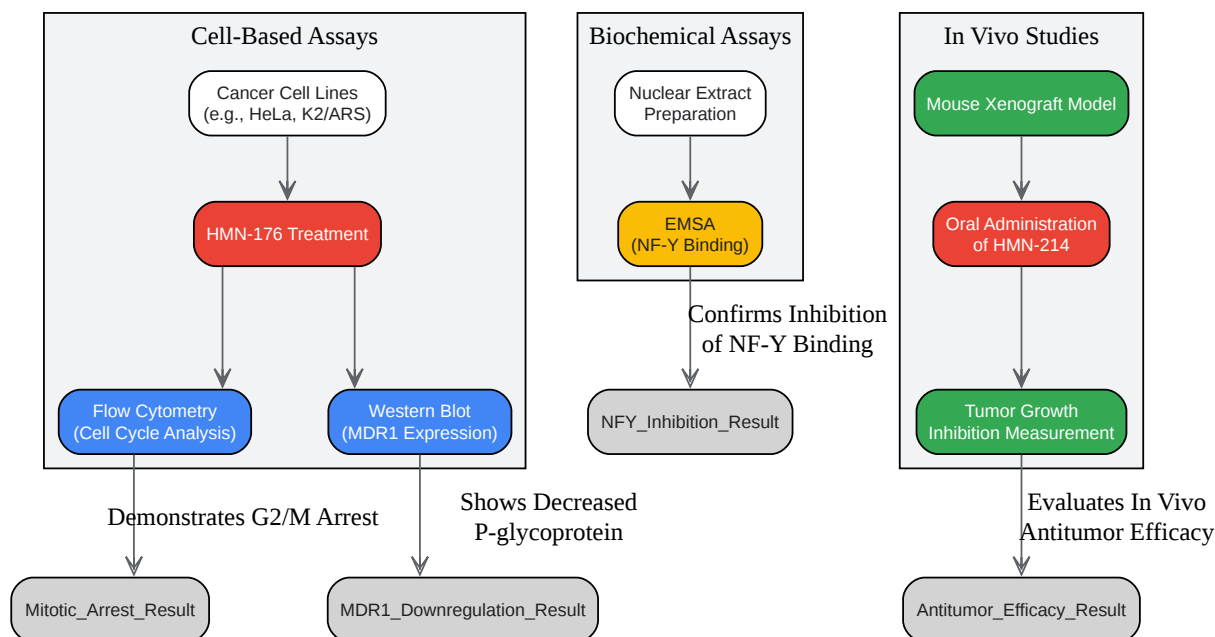 Cell-Based Assays
Cancer Cell Lines
(e.g., HeLa, K2/ARS)
HMN-176 Treatment
Flow Cytometry
(Cell Cycle Analysis)
Western Blot
(MDR1 Expression)
Demonstrates G2/M Arrest
Shows Decreased
P-glycoprotein
Mitotic_Arrest_Result
MDR1_Downregulation_Result
Biochemical Assays
Nuclear Extract
Preparation
EMSA
(NF-Y Binding)
Confirms Inhibition
of NF-Y Binding
NFY_Inhibition_Result
In Vivo Studies
Mouse Xenograft Model
Oral Administration
of HMN-214
Tumor Growth
Inhibition Measurement
Evaluates In Vivo
Antitumor Efficacy
Antitumor_Efficacy_Result